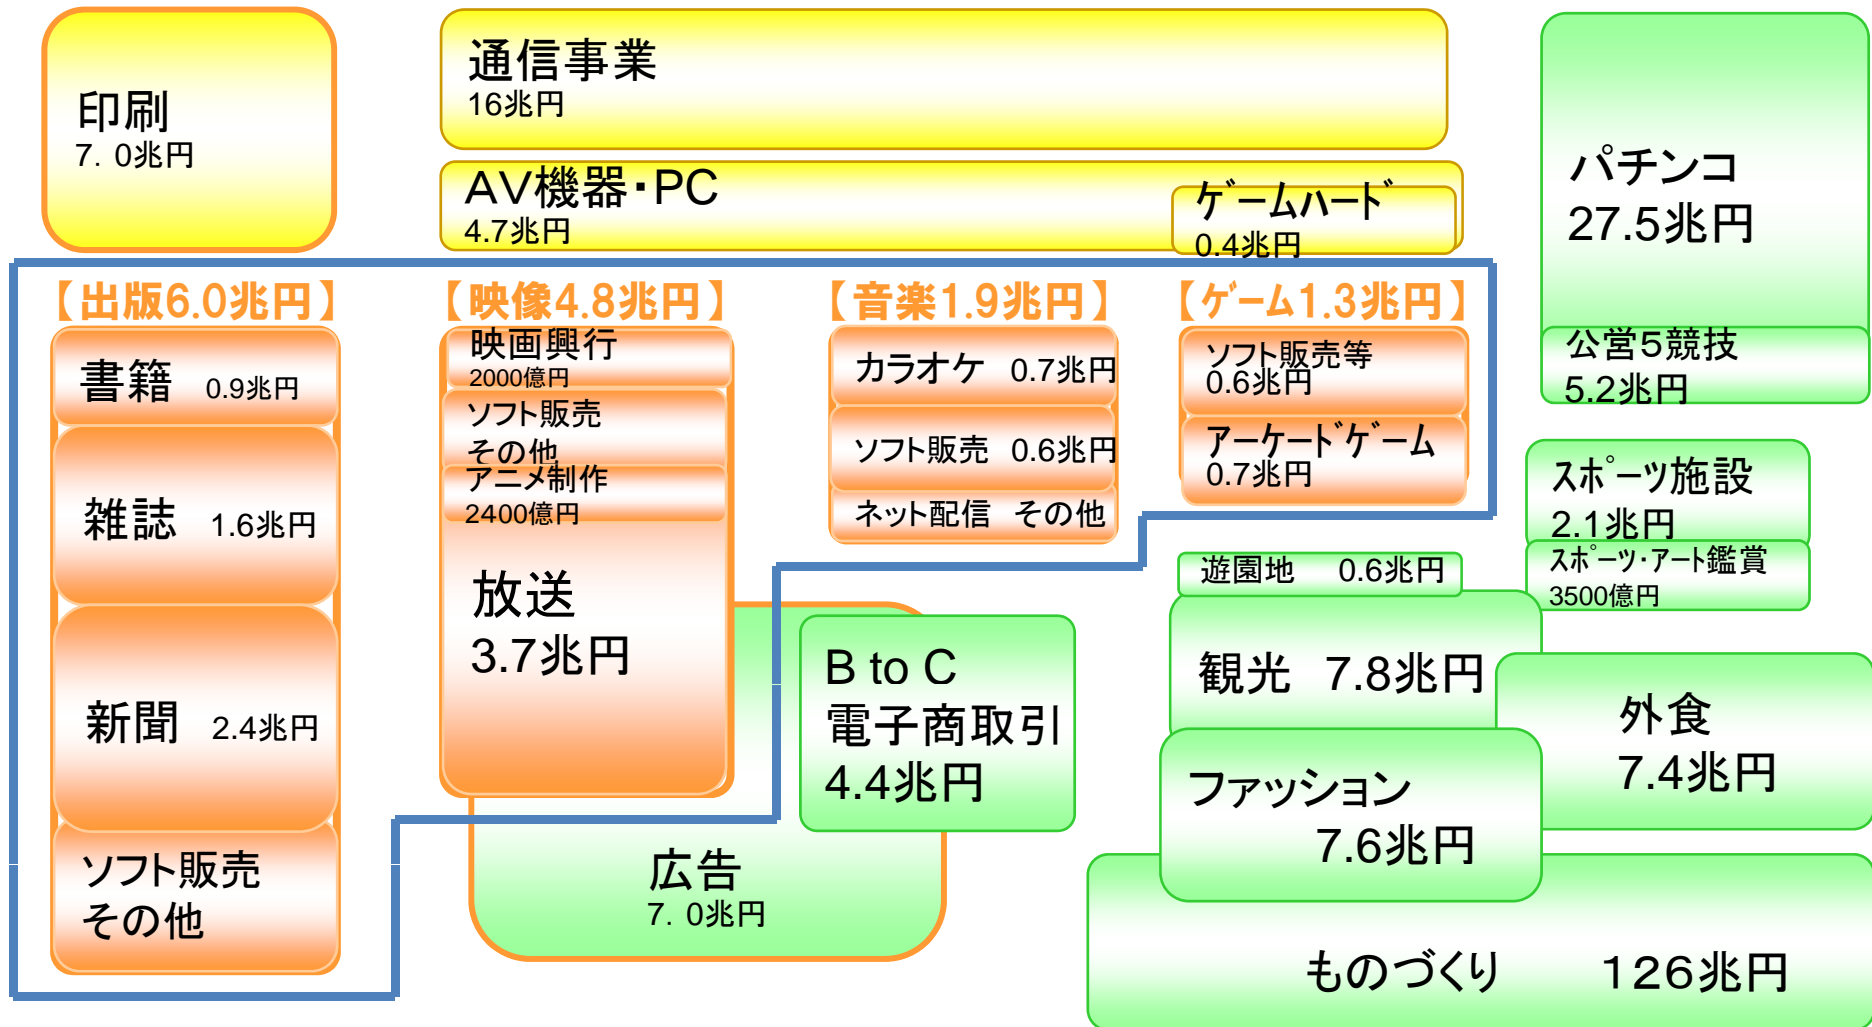 印刷
7. 0兆円
通信事業
16兆円
AV機器・PC
4.7兆円
ｹﾞｰﾑﾊｰﾄﾞ
0.4兆円
パチンコ
27.5兆円
公営5競技
5.2兆円
【出版6.0兆円】
書籍 0.9兆円
雑誌 1.6兆円
新聞 2.4兆円
ソフト販売
その他
【映像4.8兆円】
映画興行
2000億円
ソフト販売
その他
アニメ制作
2400億円
放送
3.7兆円
【音楽1.9兆円】
カラオケ 0.7兆円
ソフト販売 0.6兆円
ネット配信 その他
【ｹﾞｰﾑ1.3兆円】
ソフト販売等
0.6兆円
ｱｰｹｰﾄﾞｹﾞｰﾑ
0.7兆円
スポｰツ施設
2.1兆円
ｽﾎﾟｰﾂ・ｱｰﾄ鑑賞
3500億円
遊園地 0.6兆円
観光 7.8兆円
外食
7.4兆円
ファッション
7.6兆円
ものづくり 126兆円
B to C
電子商取引
4.4兆円
広告
7. 0兆円